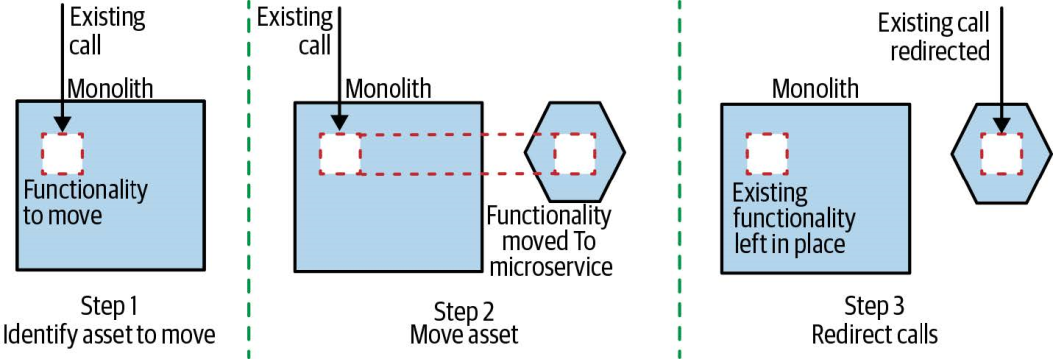 Existing
call
Monolith
Functionality
to move
Step 1
Identify asset to move
Existing
call
Monolith
Functionality
moved To
microservice
Step 2
Move asset
Existing call
redirected
Monolith
Existing
functionality
left in place
Step 3
Redirect calls